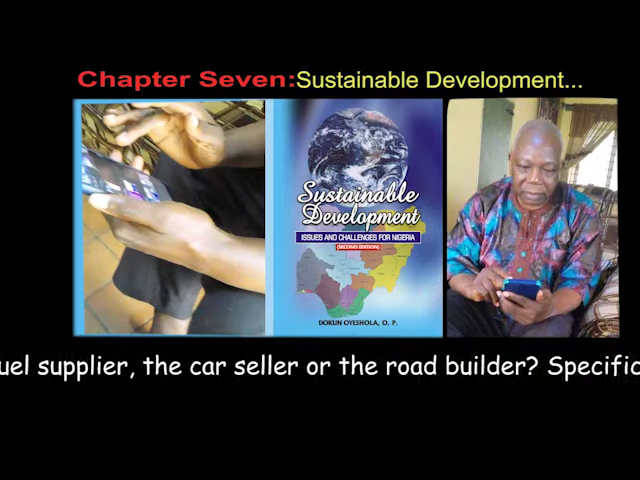 Chapter Seven:Sustainable Development...
Sustainable
Development
ISSUES AND CHALLENGES FOR NIGERIA
(SECOND EDITION)
DOKUN OYESHOLA, O. P.
uel supplier, the car seller or the road builder? Specific